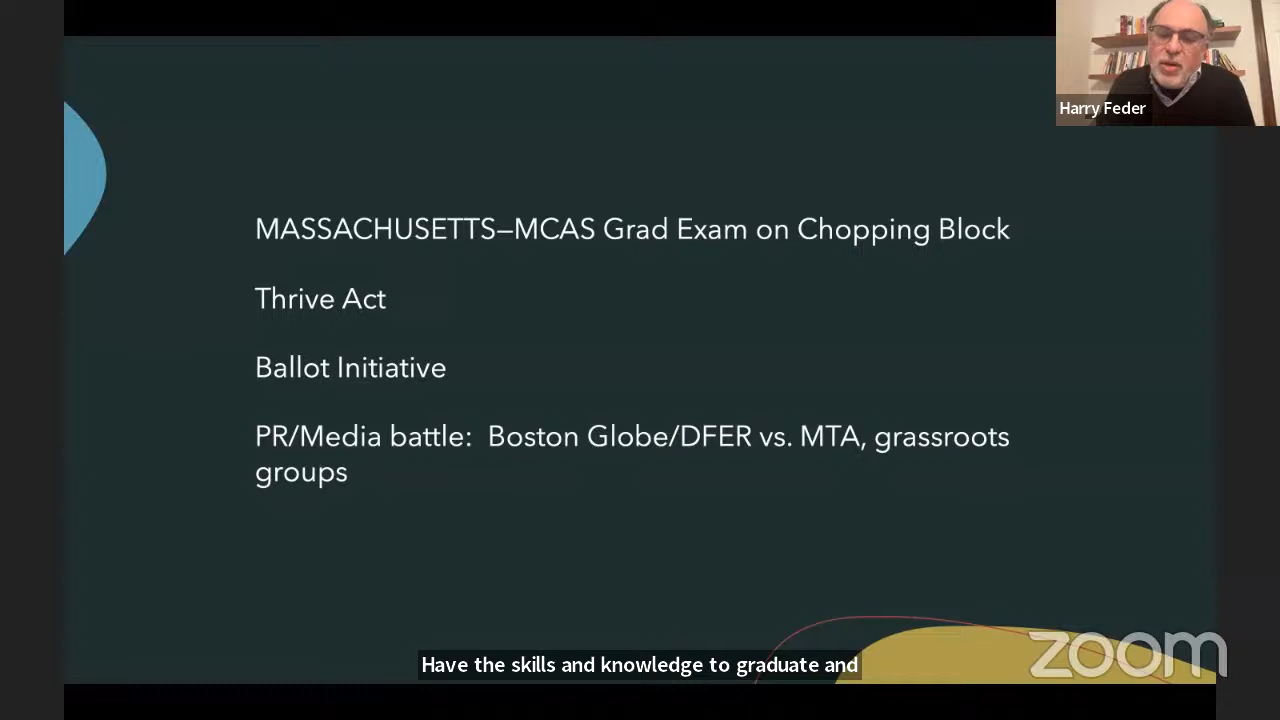 Harry Feder
MASSACHUSETTS—MCAS Grad Exam on Chopping Block
Thrive Act
Ballot Initiative
PR/Media battle:  Boston Globe/DFER vs. MTA, grassroots
groups
Have the skills and knowledge to graduate and
zoom